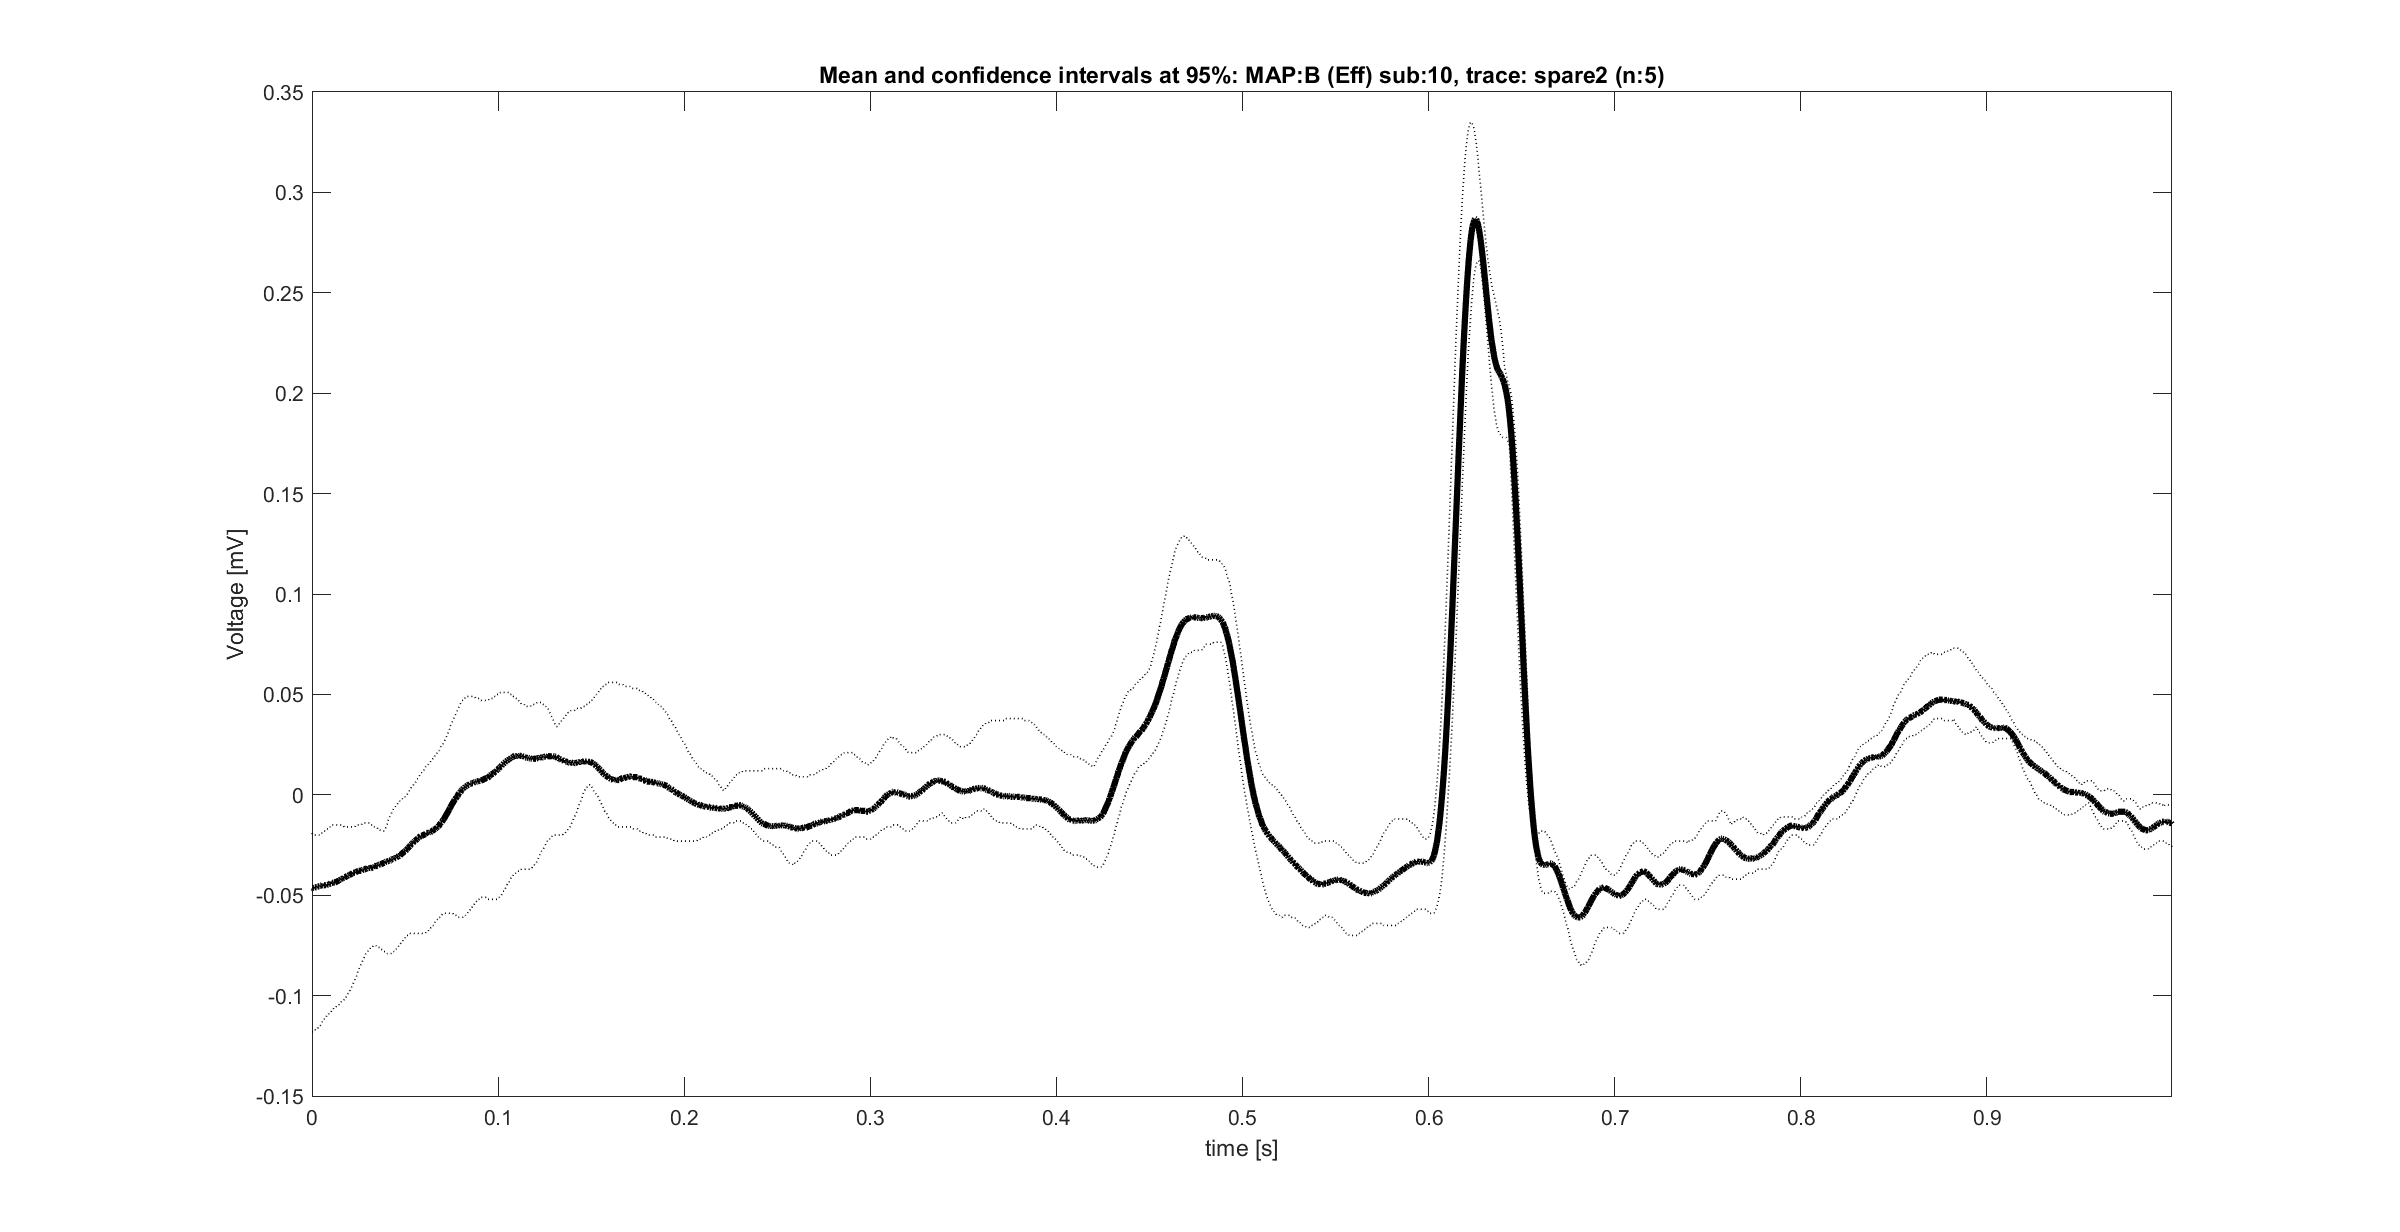 Mean and confidence intervals at 95%: MAP:B (Eff) sub:10, trace: spare2 (n:5)
0.35
0.3
0.25
0.2
0.15
0.1
0.05
0
-0.05
-0.1
-0.15
Voltage [mV]
0 0.1 0.2 0.3 0.4 0.5 0.6 0.7 0.8 0.9
time [s]